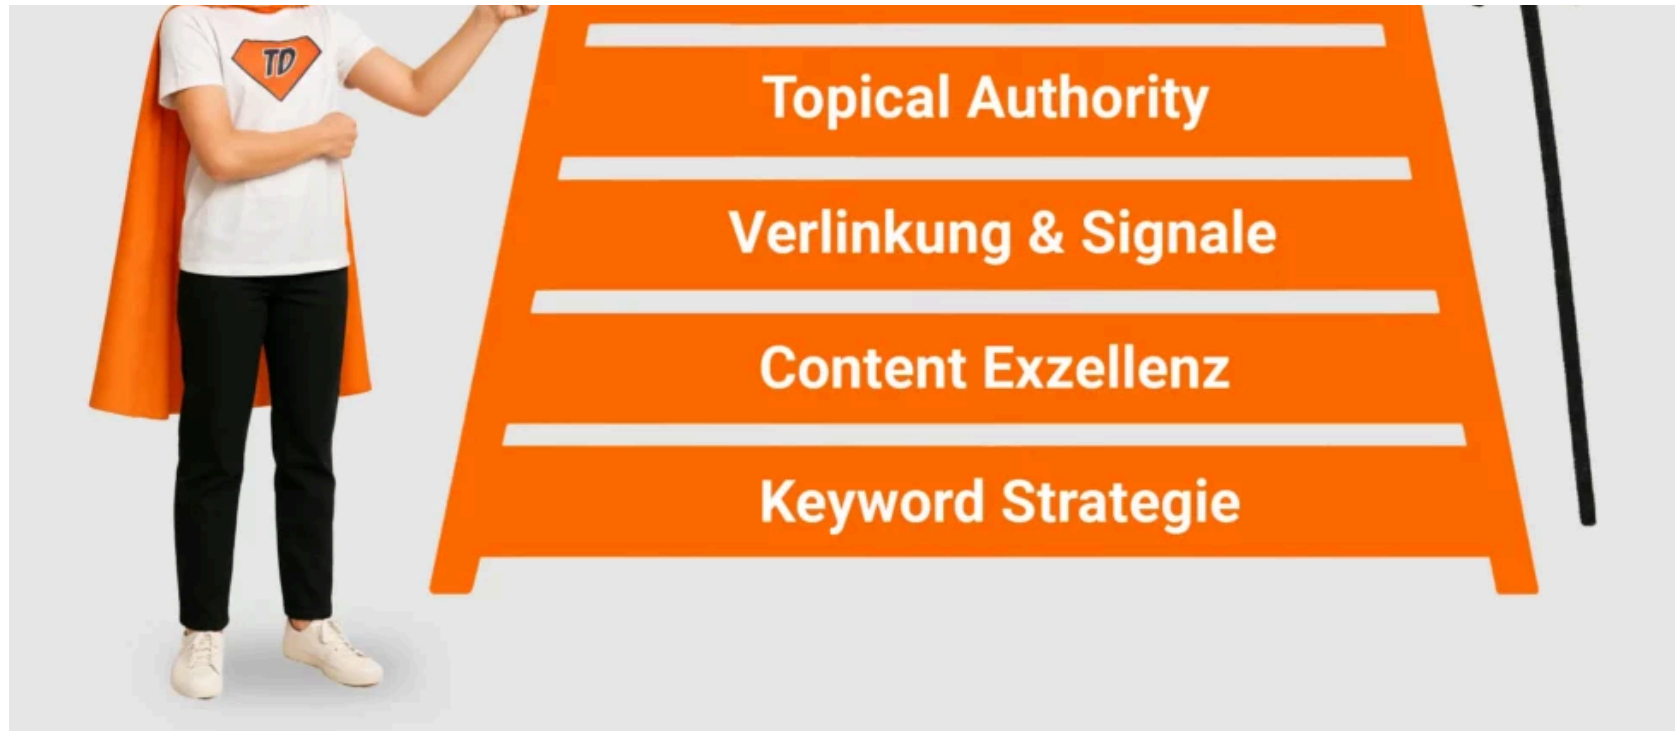 TD
Topical Authority
Verlinkung & Signale
Content Exzellenz
Keyword Strategie